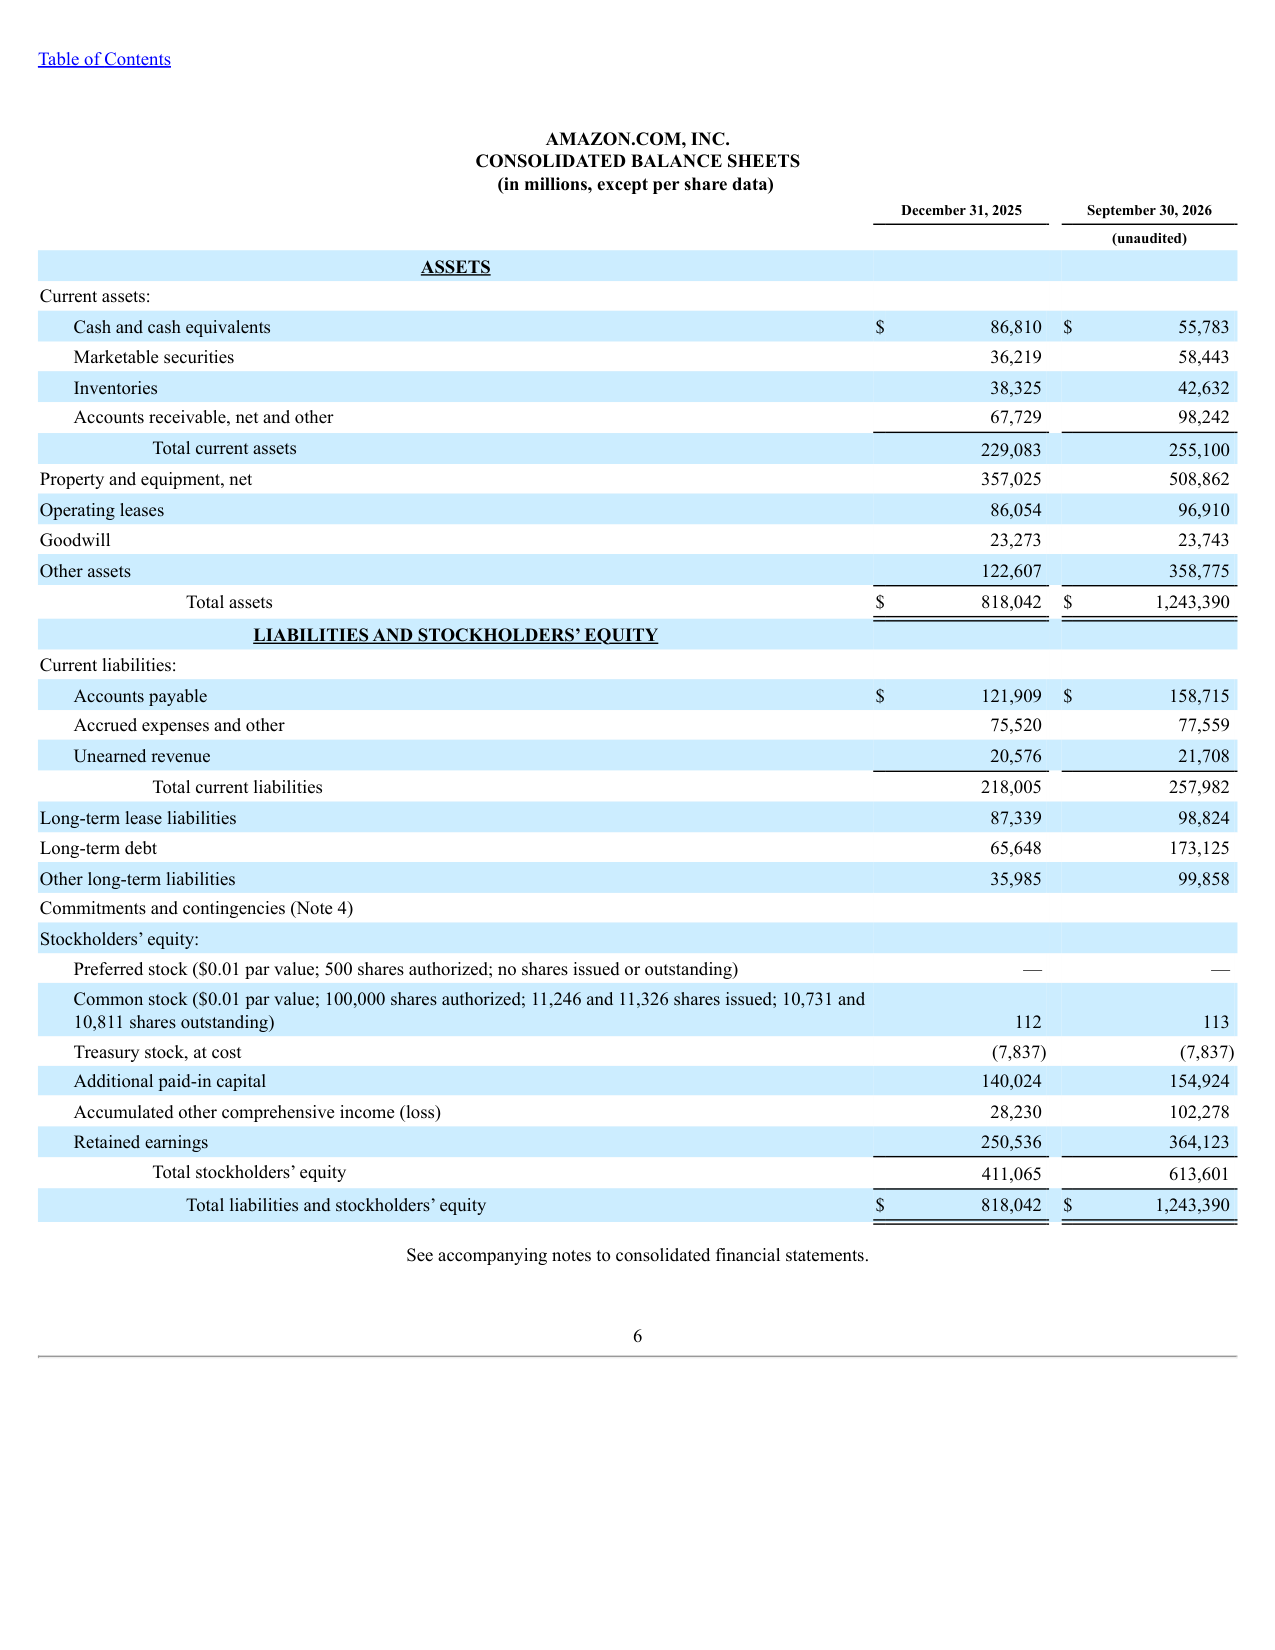 Table of Contents
AMAZON.COM, INC.
CONSOLIDATED BALANCE SHEETS
(in millions, except per share data)
December 31, 2025 September 30, 2026
(unaudited)
ASSETS
Current assets:
Cash and cash equivalents $ 86,810 $ 55,783
Marketable securities 36,219 58,443
Inventories 38,325 42,632
Accounts receivable, net and other 67,729 98,242
Total current assets 229,083 255,100
Property and equipment, net 357,025 508,862
Operating leases 86,054 96,910
Goodwill 23,273 23,743
Other assets 122,607 358,775
Total assets $ 818,042 $ 1,243,390
LIABILITIES AND STOCKHOLDERS’ EQUITY
Current liabilities:
Accounts payable $ 121,909 $ 158,715
Accrued expenses and other 75,520 77,559
Unearned revenue 20,576 21,708
Total current liabilities 218,005 257,982
Long-term lease liabilities 87,339 98,824
Long-term debt 65,648 173,125
Other long-term liabilities 35,985 99,858
Commitments and contingencies (Note 4)
Stockholders’ equity:
Preferred stock ($0.01 par value; 500 shares authorized; no shares issued or outstanding) — —
Common stock ($0.01 par value; 100,000 shares authorized; 11,246 and 11,326 shares issued; 10,731 and
10,811 shares outstanding) 112 113
Treasury stock, at cost (7,837) (7,837)
Additional paid-in capital 140,024 154,924
Accumulated other comprehensive income (loss) 28,230 102,278
Retained earnings 250,536 364,123
Total stockholders’ equity 411,065 613,601
Total liabilities and stockholders’ equity $ 818,042 $ 1,243,390
See accompanying notes to consolidated financial statements.
6